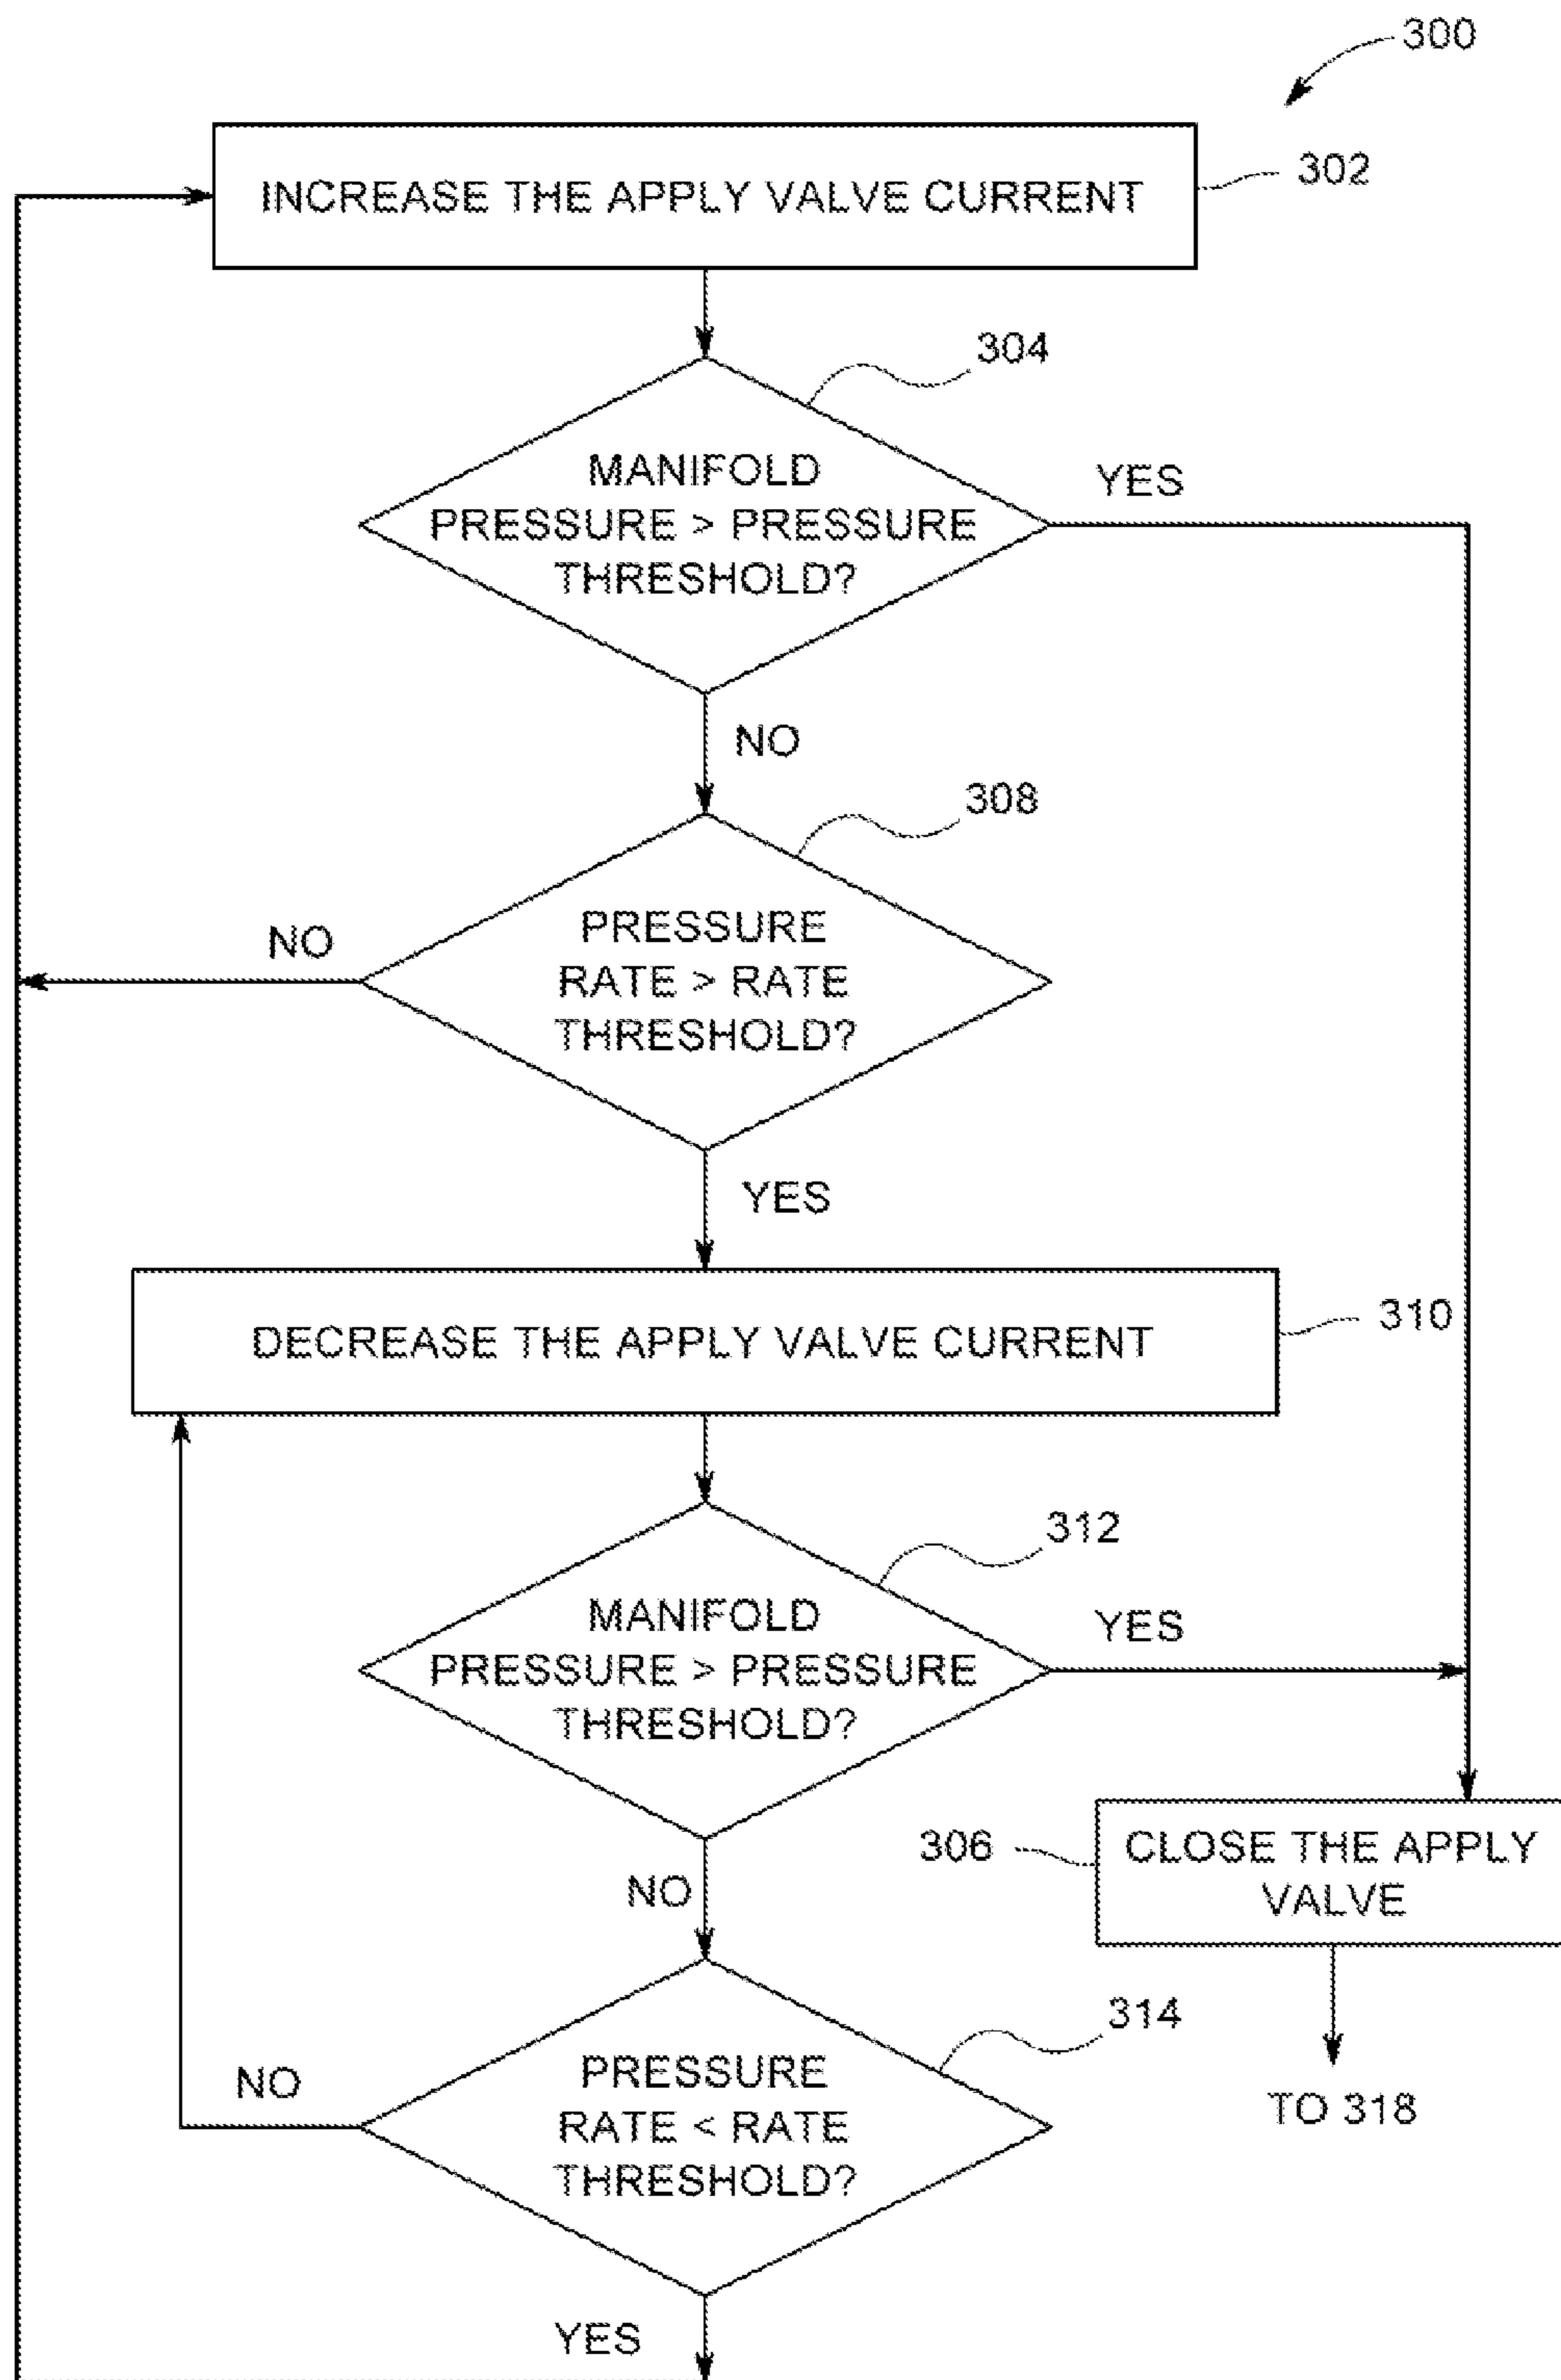 300
INCREASE THE APPLY VALVE CURRENT
302
304
MANIFOLD
PRESSURE > PRESSURE
THRESHOLD?
YES
NO
308
PRESSURE
RATE > RATE
THRESHOLD?
NO
YES
DECREASE THE APPLY VALVE CURRENT
310
312
MANIFOLD
PRESSURE > PRESSURE
THRESHOLD?
YES
306
CLOSE THE APPLY
VALVE
NO
314
PRESSURE
RATE < RATE
THRESHOLD?
NO
TO 318
YES